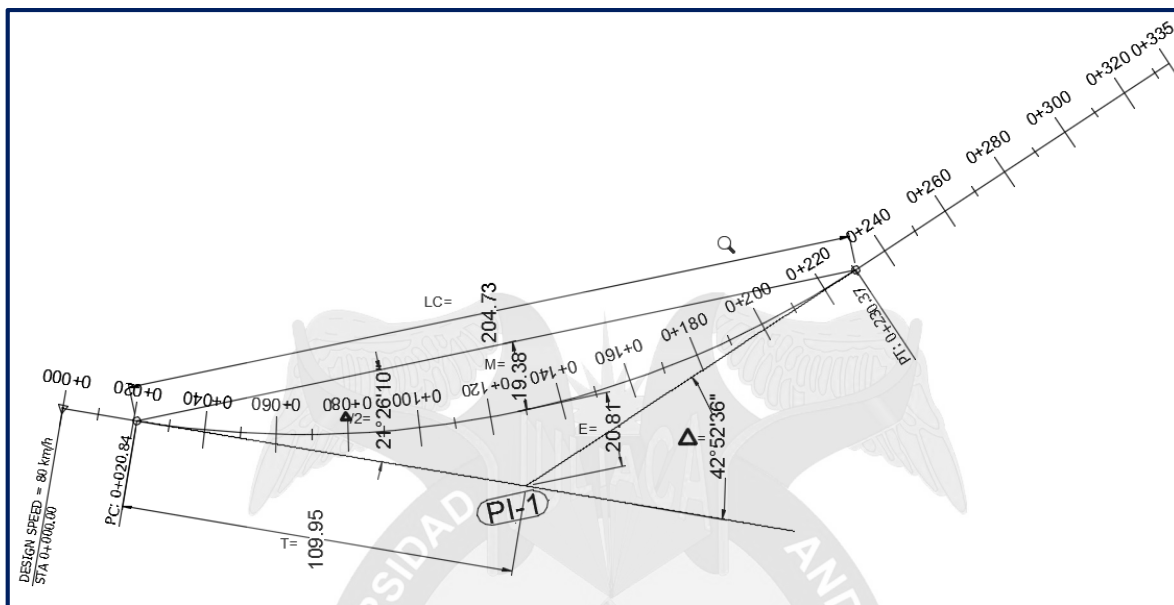 0+000
0+020
0+040
0+060
0+080
0+100
0+120
0+140
0+160
0+180
0+200
0+220
0+240
0+260
0+280
0+300
0+320
0+335
LC=
204.73
M=
19.38
Δ/2=
21°26'10"
E=
20.81
Δ=
42°52'36"
PC: 0+020.84
PT: 0+230.37
DESIGN SPEED = 80 km/h
STA 0+000.00
T=
109.95
PI-1
RSIDAD
AND